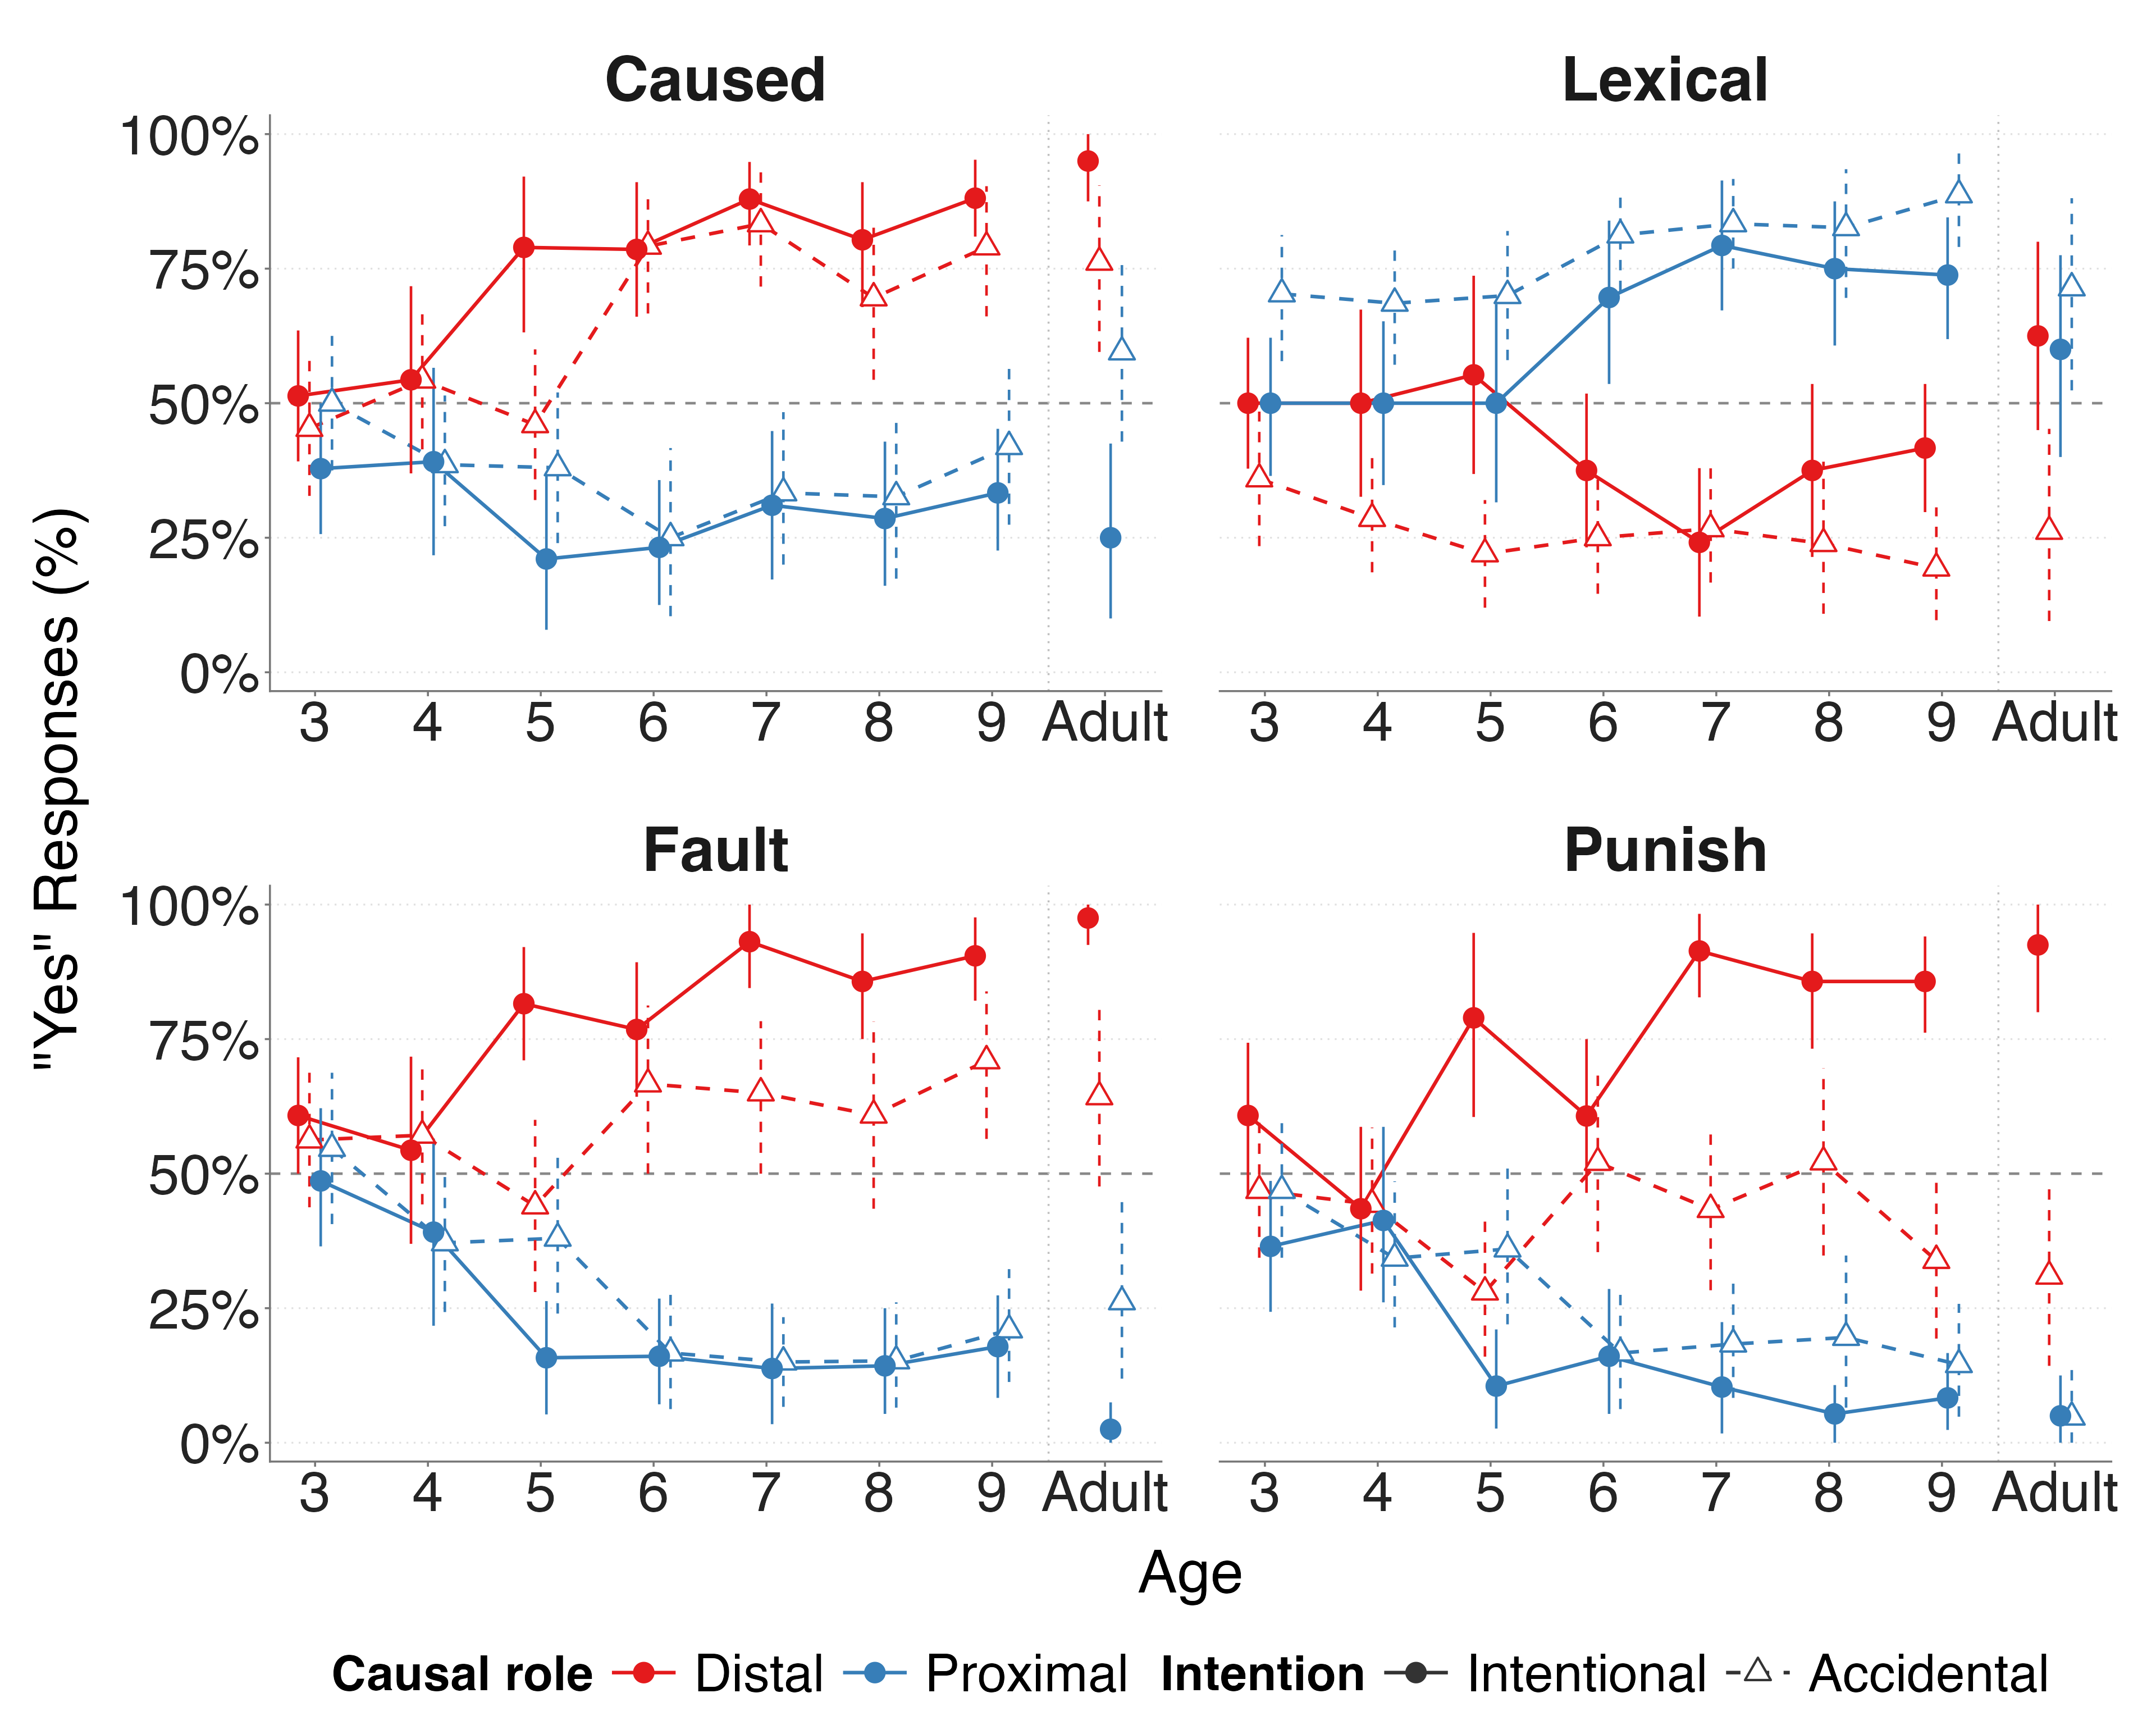 Caused Lexical
100%
75%
50%
25%
0%
3 4 5 6 7 8 9 Adult 3 4 5 6 7 8 9 Adult
"Yes" Responses (%)
Fault Punish
100%
75%
50%
25%
0%
3 4 5 6 7 8 9 Adult 3 4 5 6 7 8 9 Adult
Age
Causal role Distal Proximal Intention Intentional Accidental